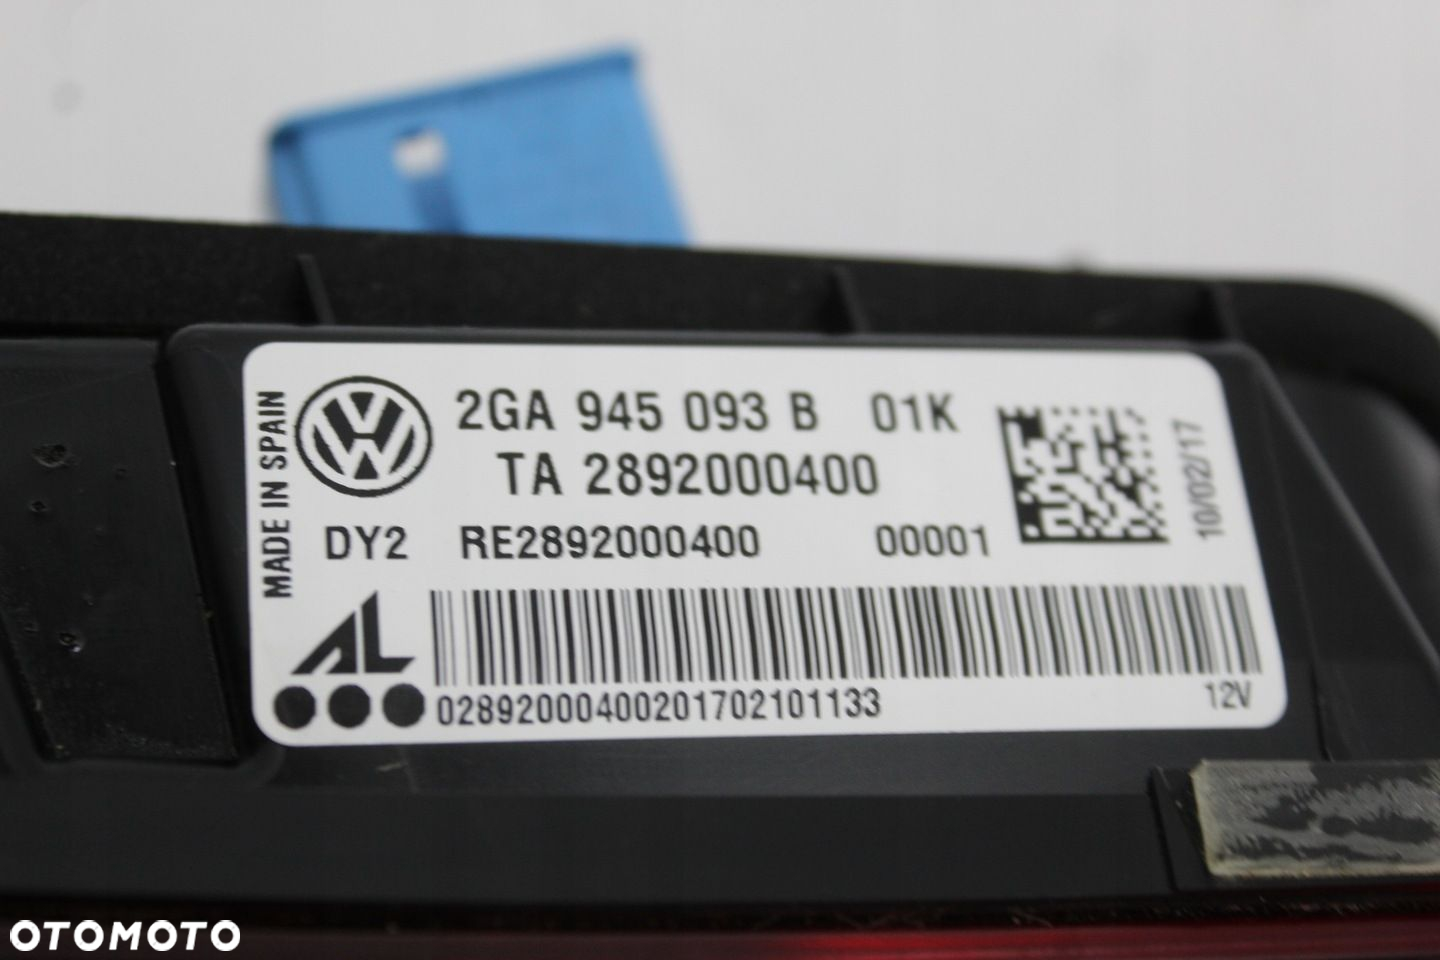 MADE IN SPAIN
2GA 945 093 B 01K
TA 2892000400
DY2 RE2892000400 00001
10/02/17
AL
02892000400201702101133
12V
OTOMOTO